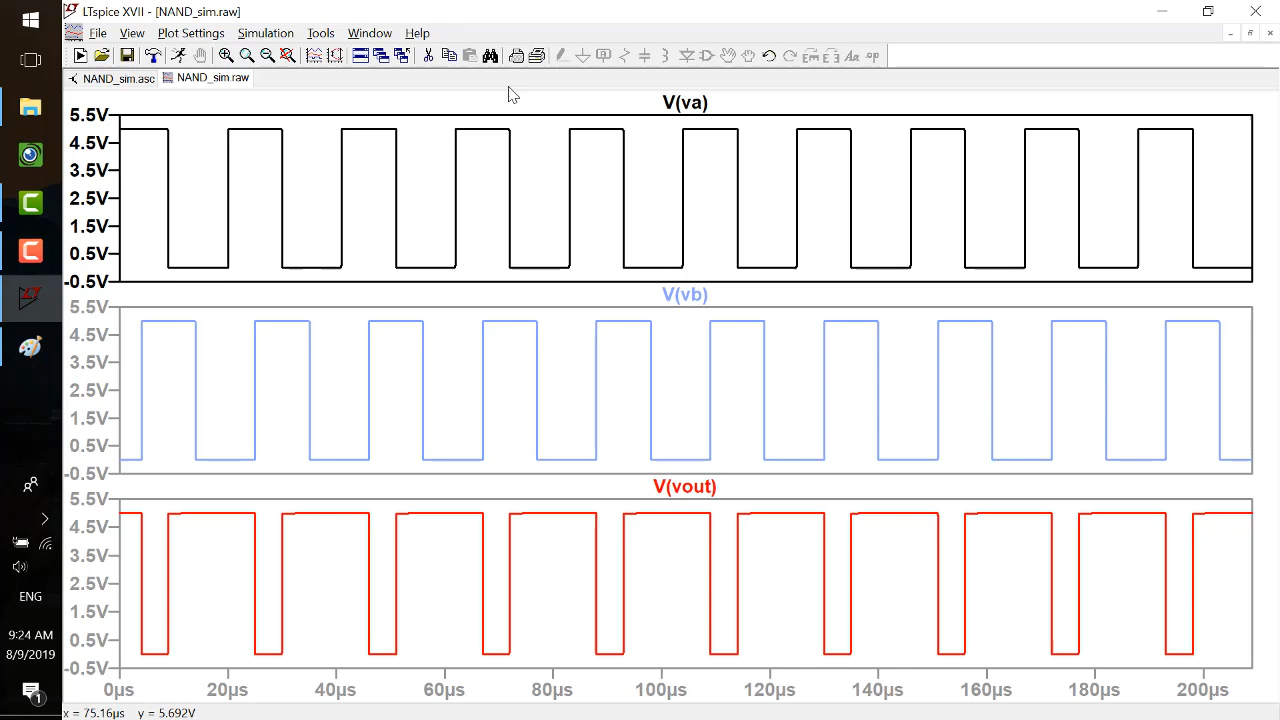 LTspice XVII - [NAND_sim.raw]
File View Plot Settings Simulation Tools Window Help
NAND_sim.asc NAND_sim.raw
V(va)
5.5V
4.5V
3.5V
2.5V
1.5V
0.5V
-0.5V
V(vb)
5.5V
4.5V
3.5V
2.5V
1.5V
0.5V
-0.5V
V(vout)
5.5V
4.5V
3.5V
2.5V
1.5V
0.5V
-0.5V
0µs 20µs 40µs 60µs 80µs 100µs 120µs 140µs 160µs 180µs 200µs
x = 75.16µs y = 5.692V
ENG
9:24 AM
8/9/2019
1